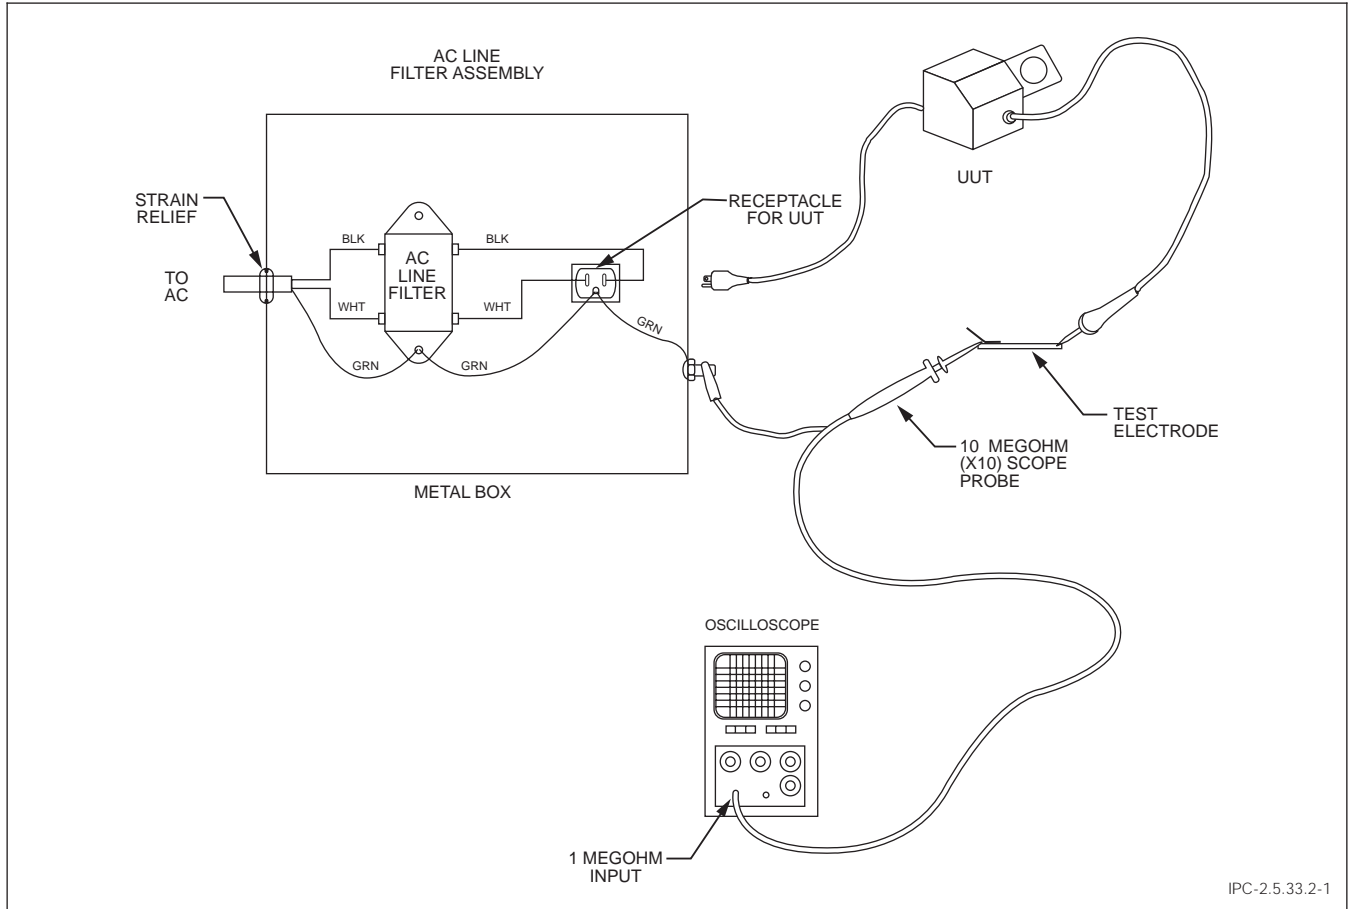 AC LINE
FILTER ASSEMBLY
UUT
STRAIN
RELIEF
RECEPTACLE
FOR UUT
BLK
BLK
AC
LINE
FILTER
TO
AC
WHT
WHT
GRN
GRN
GRN
TEST
ELECTRODE
10 MEGOHM
(X10) SCOPE
PROBE
METAL BOX
OSCILLOSCOPE
1 MEGOHM
INPUT
IPC-2.5.33.2-1